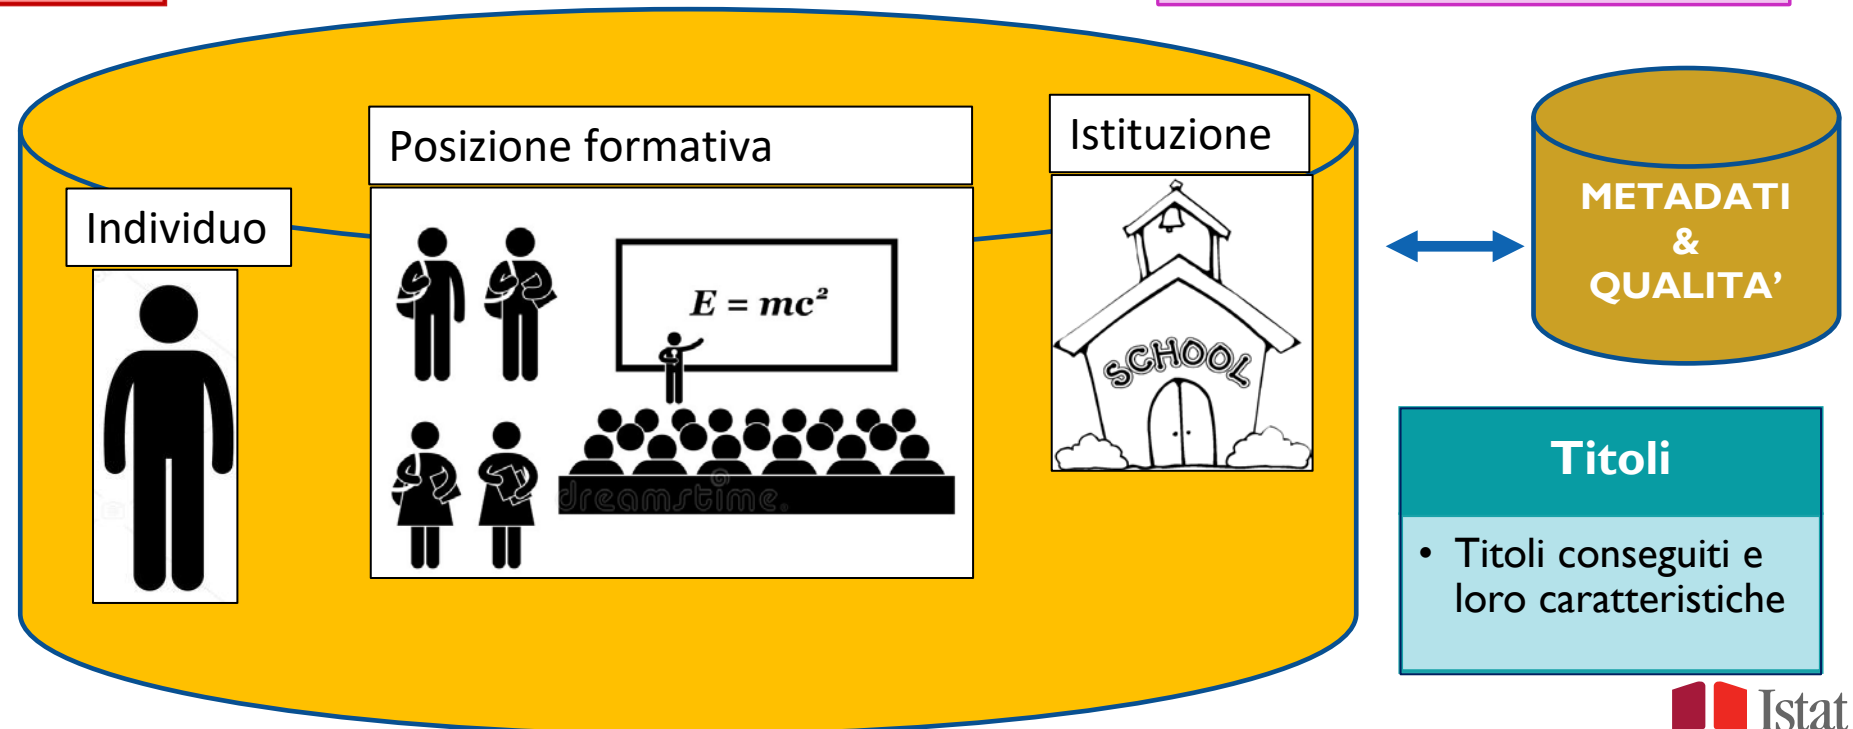 Individuo
Posizione formativa
E = mc²
dreamstime.
Istituzione
SCHOOL
METADATI
&
QUALITA’
Titoli
• Titoli conseguiti e
loro caratteristiche
Istat